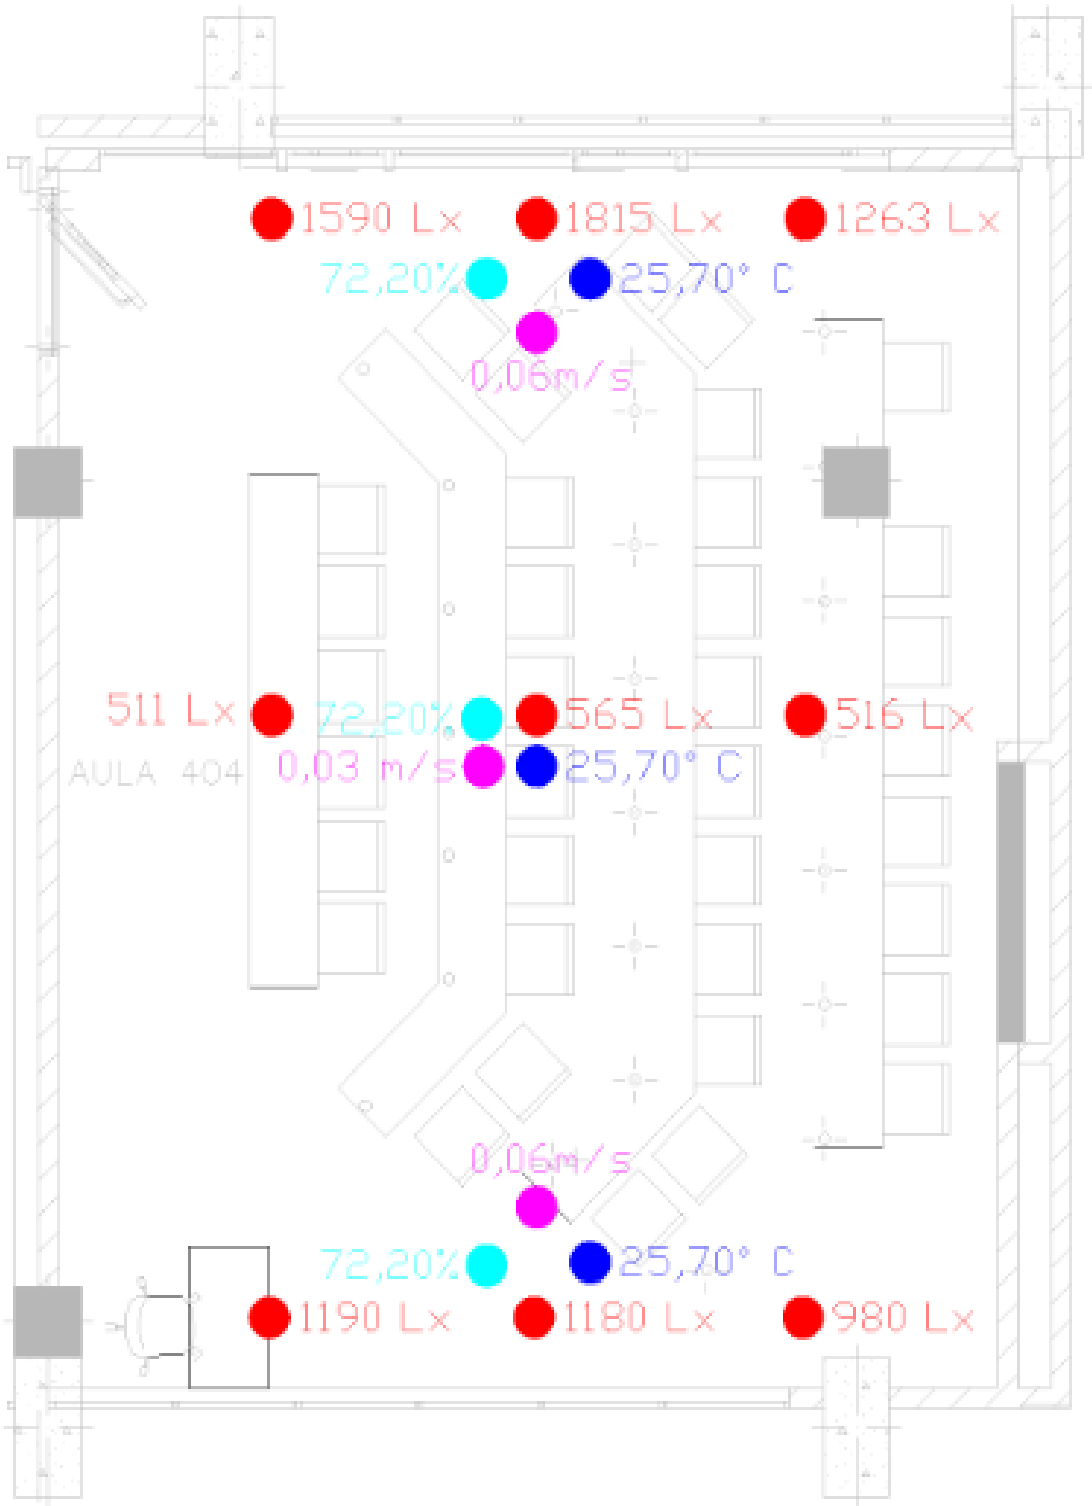 1590 Lx 1815 Lx 1263 Lx
72,20% 25,70° C
0,06m/s
511 Lx 72,20% 565 Lx 516 Lx
AULA 404 0,03 m/s 25,70° C
0,06m/s
72,20% 25,70° C
1190 Lx 1180 Lx 980 Lx